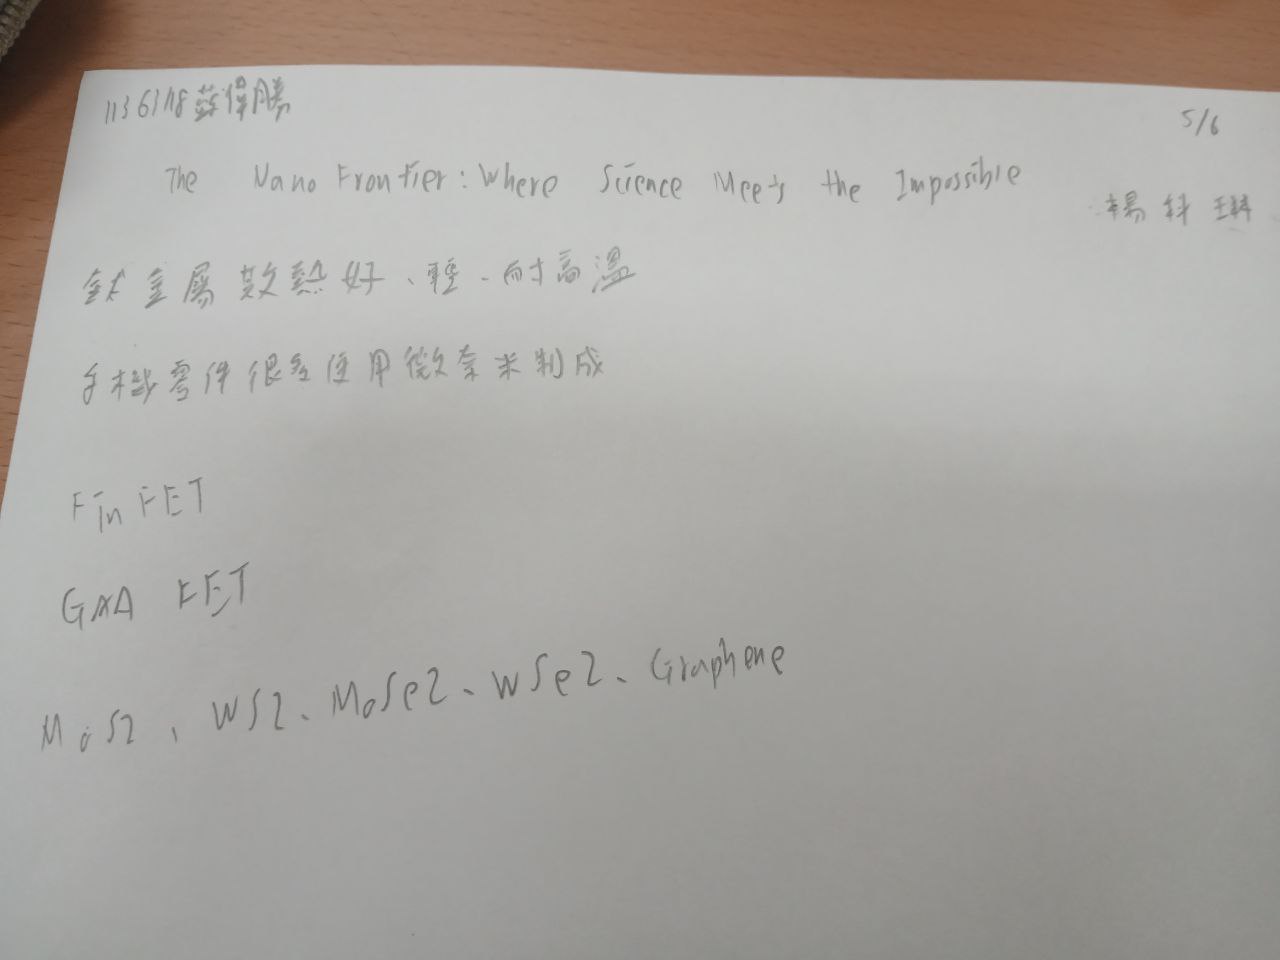 1136118蘇偉勝
5/6
The Nano Frontier: Where Science Meets the Impossible
楊科琳
鈦金屬散熱好、輕、耐高溫
手機零件很多使用微奈米制成
FinFET
GAA FET
MoS2、WS2、MoSe2、WSe2、Graphene